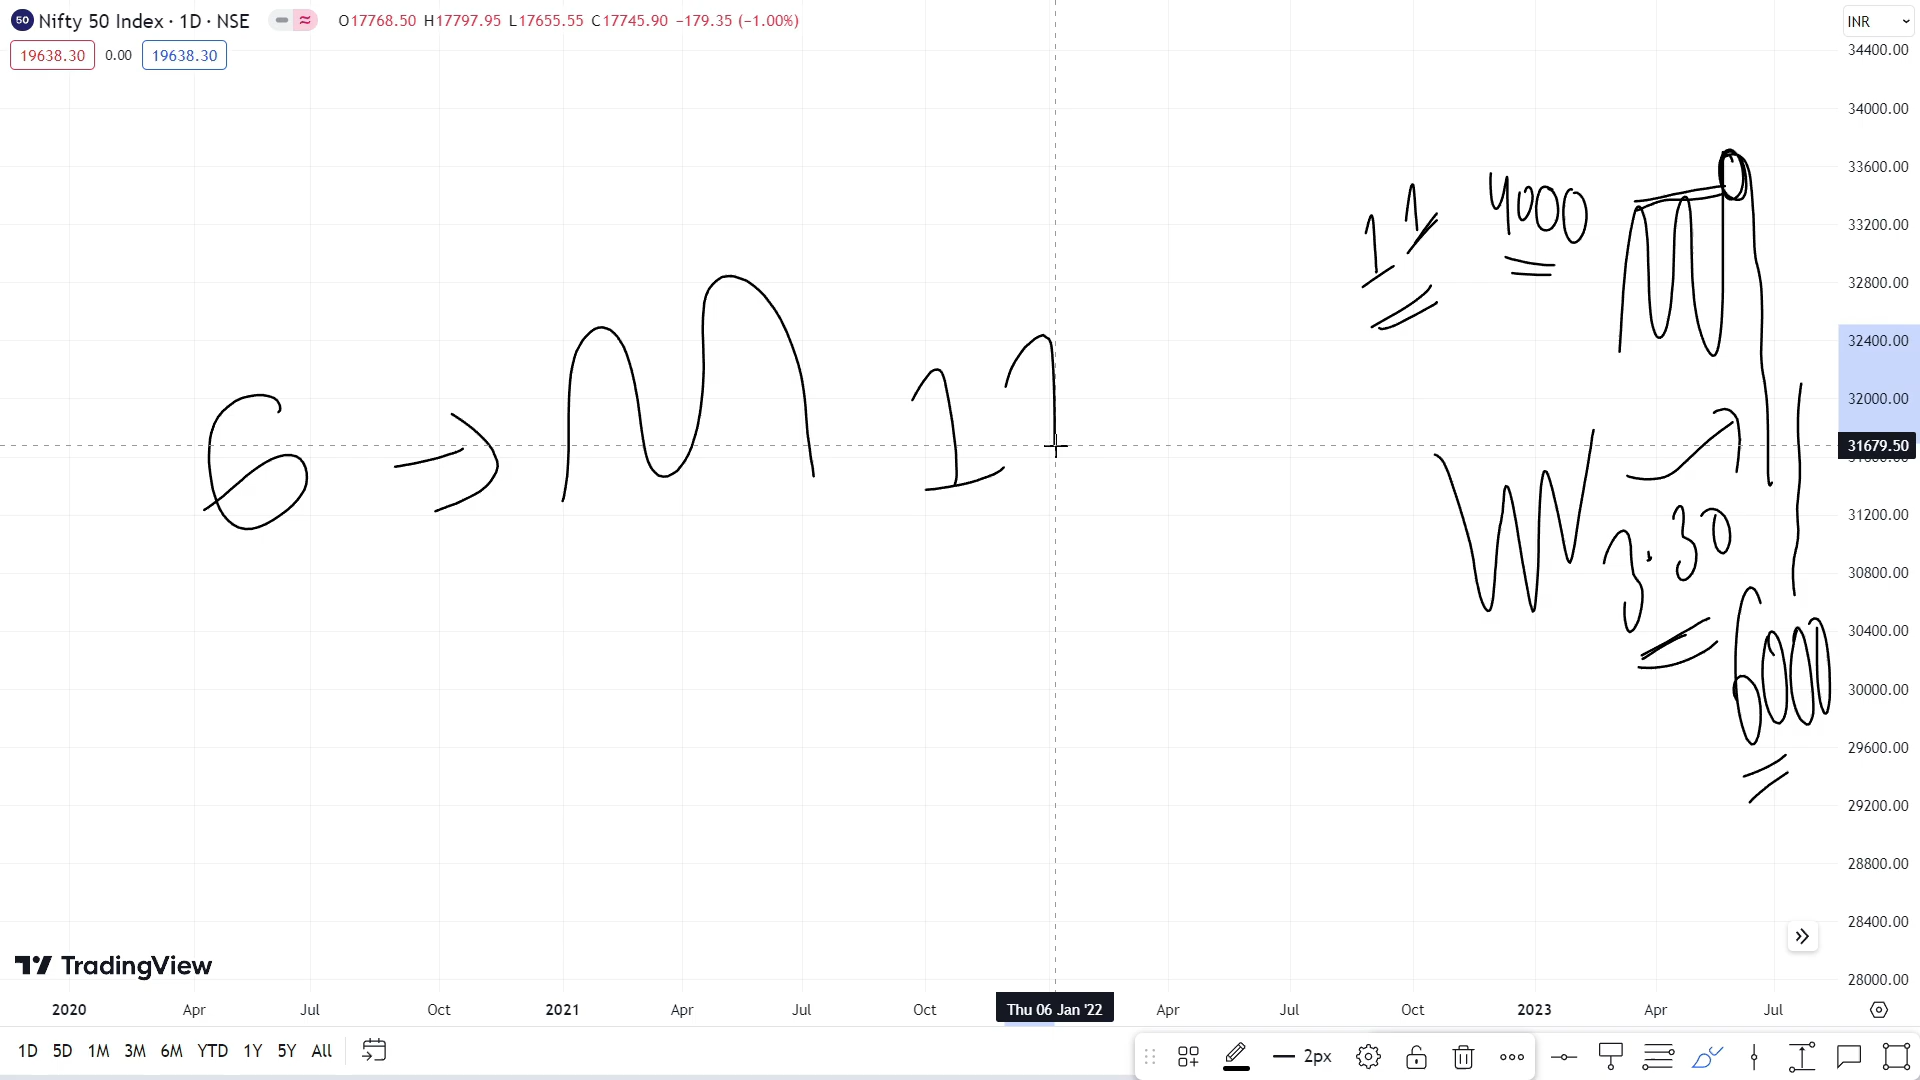 50 Nifty 50 Index · 1D · NSE O17768.50 H17797.95 L17655.55 C17745.90 −179.35 (−1.00%)
19638.30 0.00 19638.30
INR
34400.00
34000.00
33600.00
33200.00
32800.00
32400.00
32000.00
31679.50
31200.00
30800.00
30400.00
30000.00
29600.00
29200.00
28800.00
28400.00
28000.00
11 4000
6 → M 11
3.30
6000
TradingView
2020 Apr Jul Oct 2021 Apr Jul Oct Thu 06 Jan '22 Apr Jul Oct 2023 Apr Jul
1D 5D 1M 3M 6M YTD 1Y 5Y All
2px